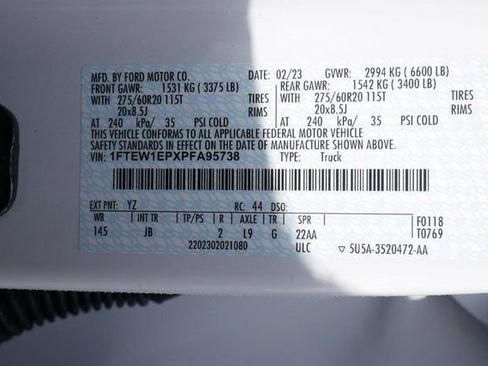 MFD. BY FORD MOTOR CO. DATE: 02/23 GVWR: 2994 KG ( 6600 LB)
FRONT GAWR: 1531 KG ( 3375 LB) REAR GAWR: 1542 KG ( 3400 LB)
WITH 275/60R20 115T TIRES WITH 275/60R20 115T TIRES
20x8.5J RIMS 20x8.5J RIMS
AT 240 kPa/ 35 PSI COLD AT 240 kPa/ 35 PSI COLD
THIS VEHICLE CONFORMS TO ALL APPLICABLE FEDERAL MOTOR VEHICLE
SAFETY STANDARDS IN EFFECT ON THE DATE OF MANUFACTURE SHOWN ABOVE.
VIN: 1FTEW1EPXPFA95738 TYPE: Truck
EXT PNT: YZ RC: 44 DSO:
WB INT TR TP/PS R AXLE TR SPR F0118
145 JB 2 L9 G 22AA T0769
2202302021080 ULC ▽ 5U5A-3520472-AA